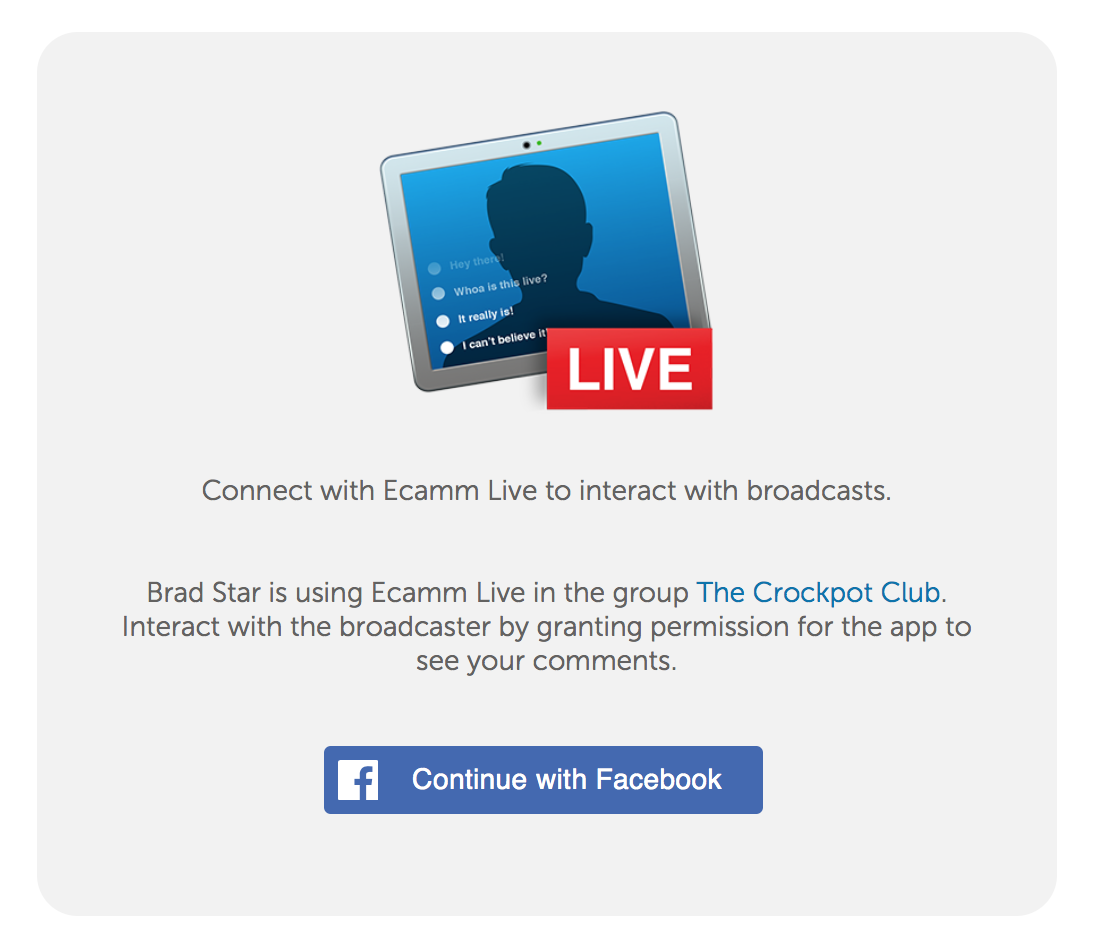 Hey there!
Whoa is this live?
It really is!
I can't believe it!
LIVE
Connect with Ecamm Live to interact with broadcasts.
Brad Star is using Ecamm Live in the group The Crockpot Club.
Interact with the broadcaster by granting permission for the app to
see your comments.
Continue with Facebook